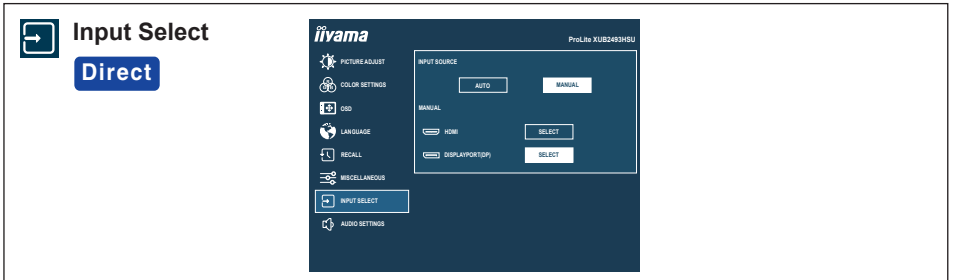 Input Select
Direct
iiyama
ProLite XUB2493HSU
PICTURE ADJUST
COLOR SETTINGS
OSD
LANGUAGE
RECALL
MISCELLANEOUS
INPUT SELECT
AUDIO SETTINGS
INPUT SOURCE
AUTO MANUAL
MANUAL
HDMI SELECT
DISPLAYPORT(DP) SELECT